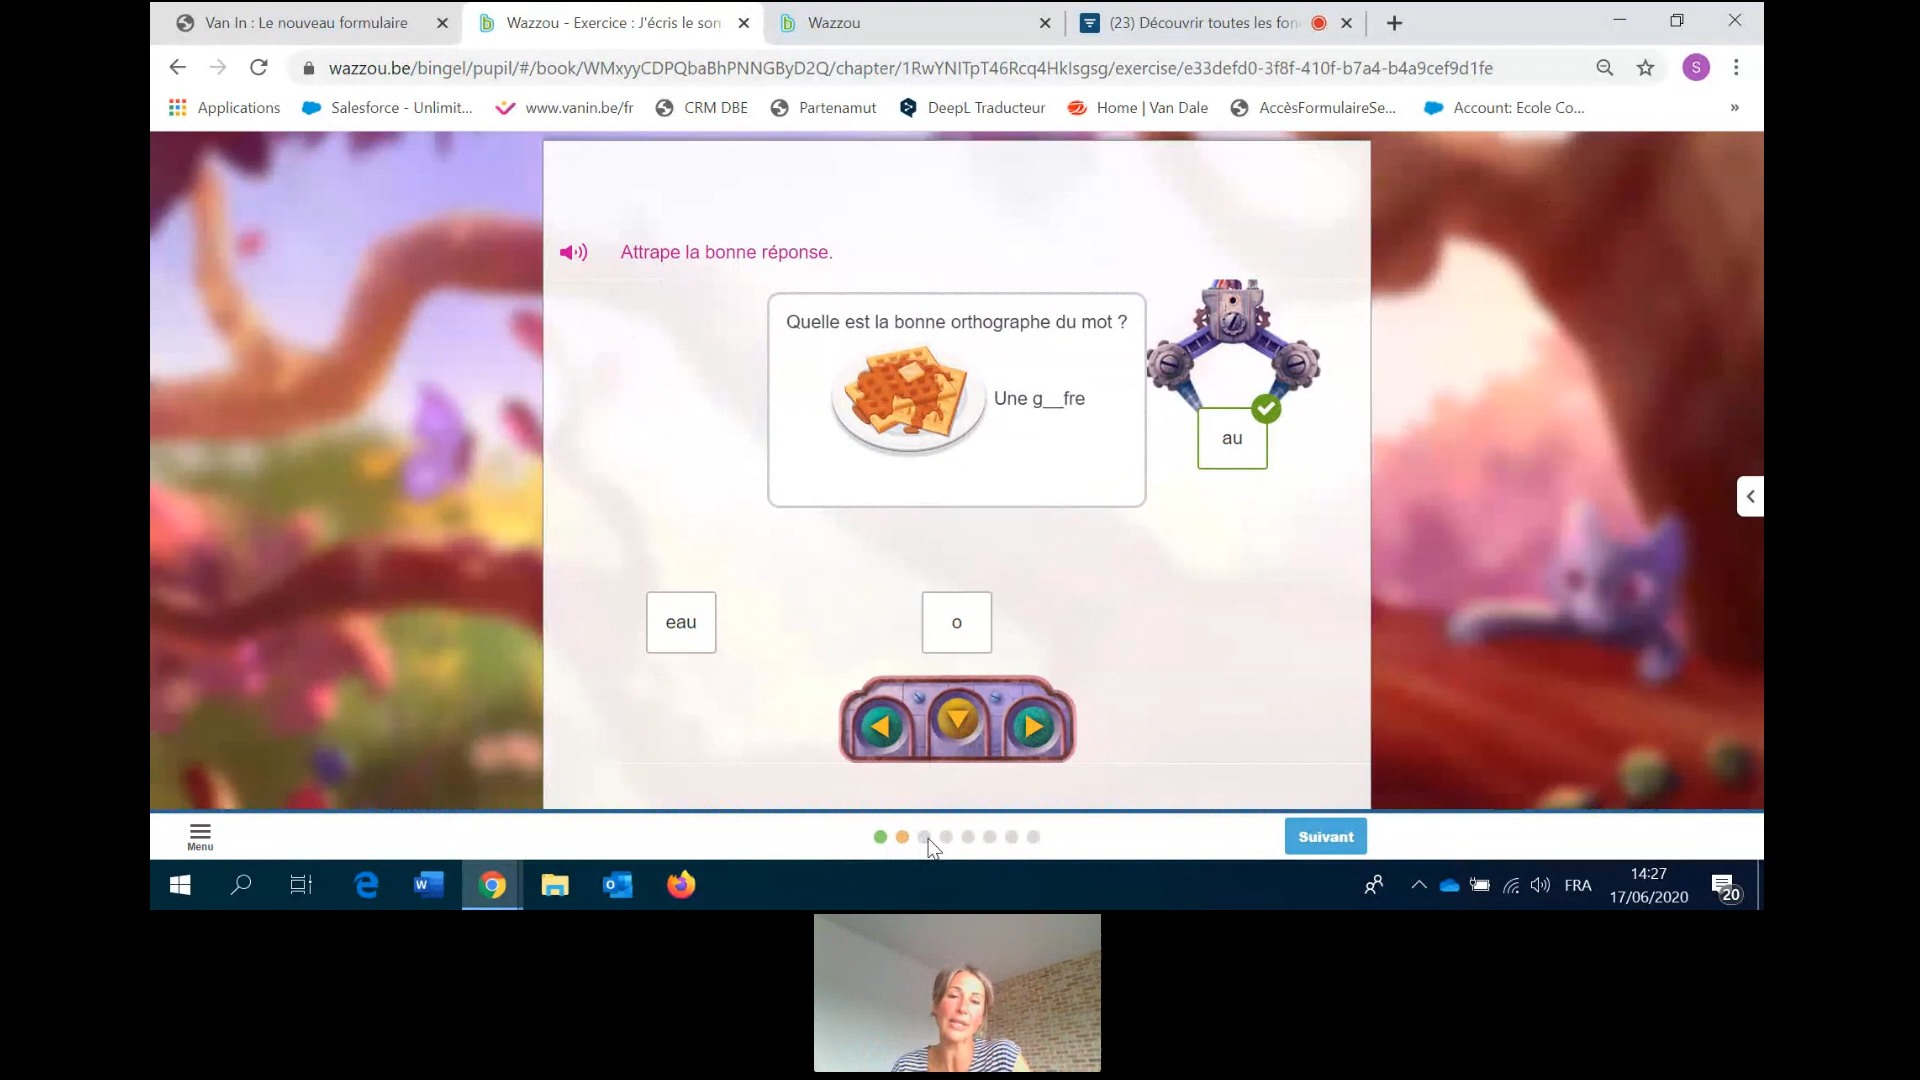 Van In : Le nouveau formulaire
Wazzou - Exercice : J'écris le son
Wazzou
(23) Découvrir toutes les fon
wazzou.be/bingel/pupil/#/book/WMxyyCDPQbaBhPNNGByD2Q/chapter/1RwYNITpT46Rcq4HkIsgsg/exercise/e33defd0-3f8f-410f-b7a4-b4a9cef9d1fe
S
Applications
Salesforce - Unlimit...
www.vanin.be/fr
CRM DBE
Partenamut
DeepL Traducteur
Home | Van Dale
AccèsFormulaireSe...
Account: Ecole Co...
»
Attrape la bonne réponse.
Quelle est la bonne orthographe du mot ?
Une g__fre
au
eau
o
Menu
Suivant
FRA
14:27
17/06/2020
20